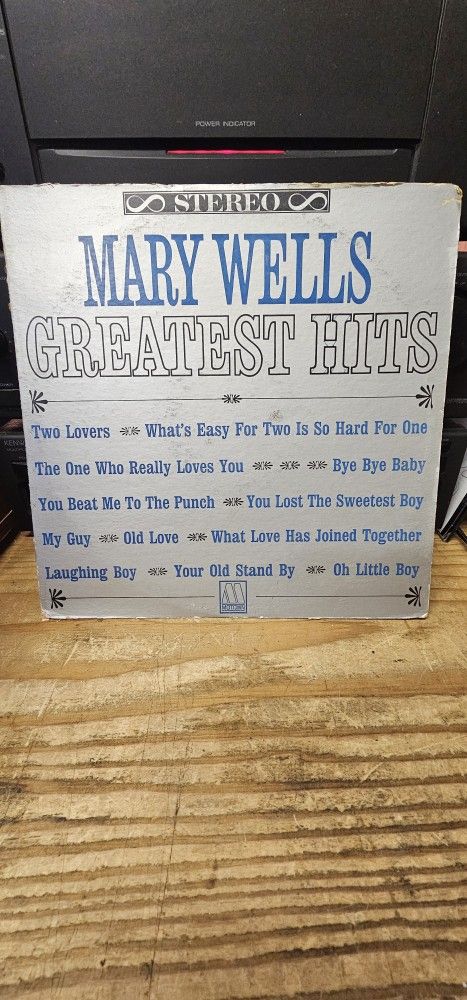 POWER INDICATOR
STEREO
MARY WELLS
GREATEST HITS
Two Lovers What's Easy For Two Is So Hard For One
The One Who Really Loves You Bye Bye Baby
You Beat Me To The Punch You Lost The Sweetest Boy
My Guy Old Love What Love Has Joined Together
Laughing Boy Your Old Stand By Oh Little Boy
M